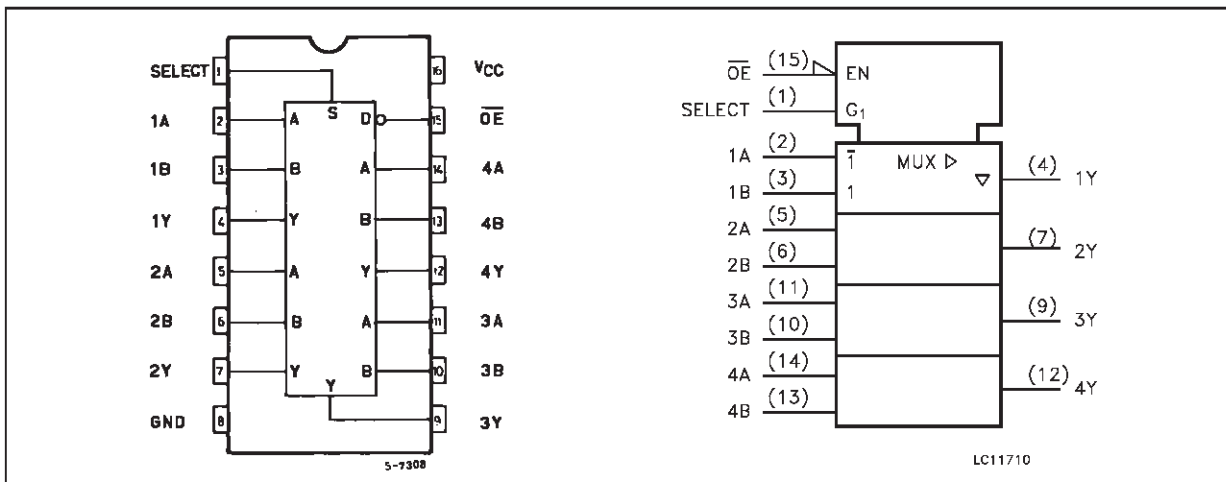 SELECT 1 16 VCC
S
1A 2 A D 15 O̅E̅
1B 3 B A 14 4A
1Y 4 Y B 13 4B
2A 5 A Y 12 4Y
2B 6 B A 11 3A
2Y 7 Y B 10 3B
Y
GND 8 9 3Y
5-7308
O̅E̅ (15) EN
SELECT (1) G1
1A (2) 1̅ MUX ▷ ▽ (4) 1Y
1B (3) 1
2A (5)
2B (6) (7) 2Y
3A (11)
3B (10) (9) 3Y
4A (14)
4B (13) (12) 4Y
LC11710